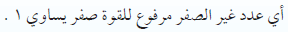 أي عدد غير الصفر مرفوع للقوة صفر يساوي ١ .